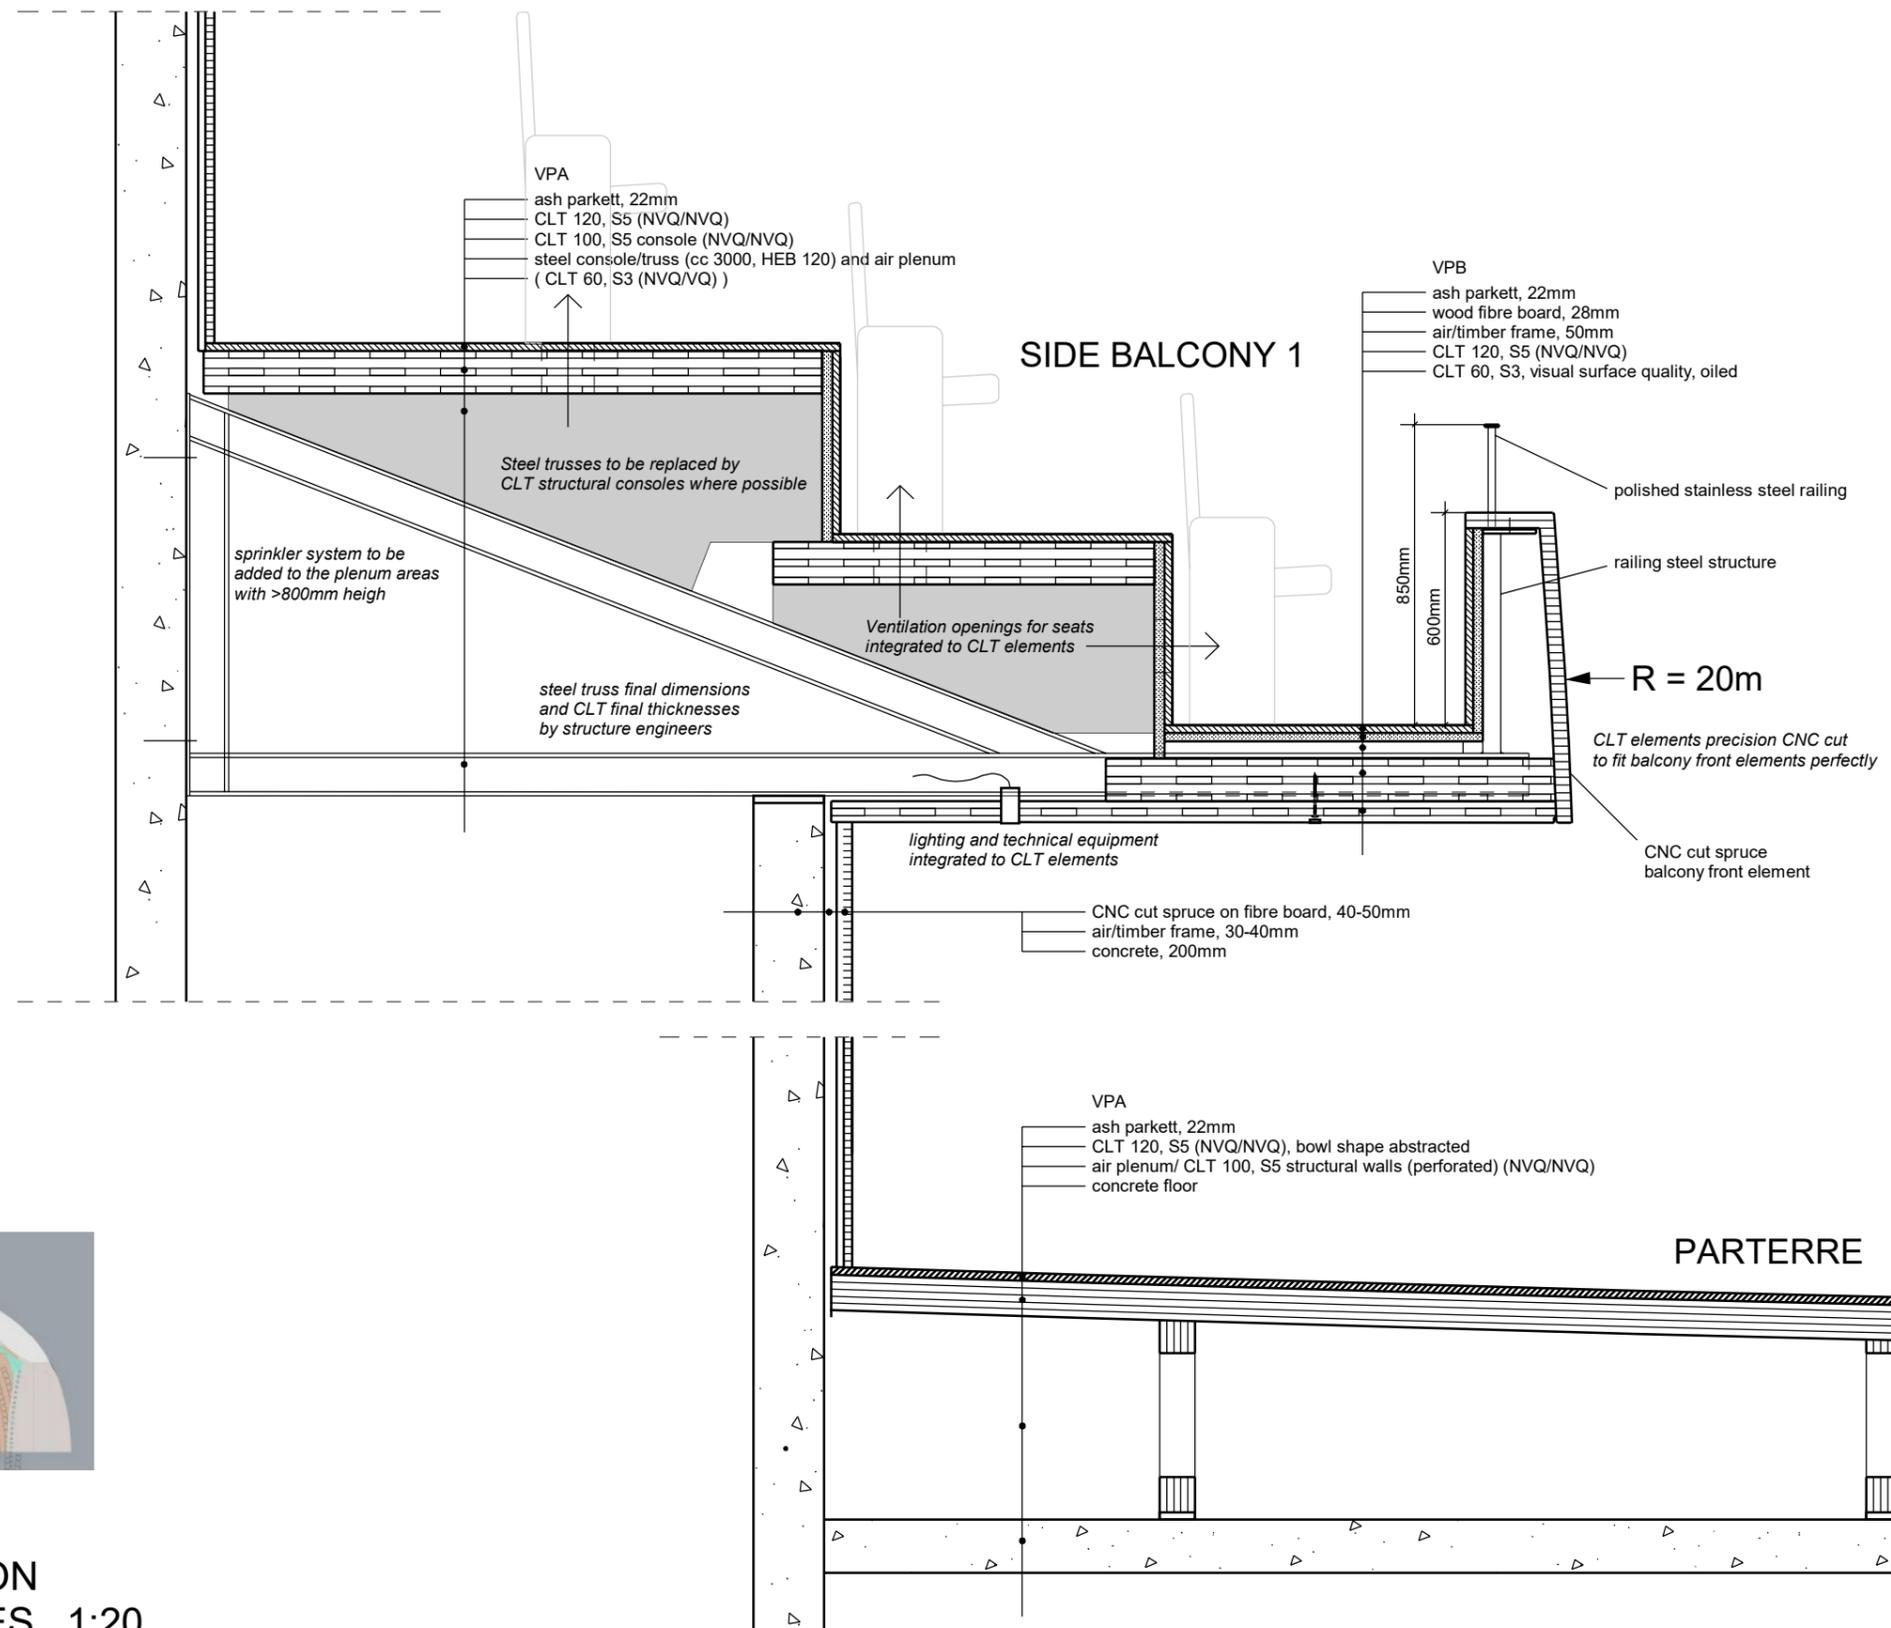 VPA
ash parkett, 22mm
CLT 120, S5 (NVQ/NVQ)
CLT 100, S5 console (NVQ/NVQ)
steel console/truss (cc 3000, HEB 120) and air plenum
( CLT 60, S3 (NVQ/VQ) )
VPB
ash parkett, 22mm
wood fibre board, 28mm
air/timber frame, 50mm
CLT 120, S5 (NVQ/NVQ)
CLT 60, S3, visual surface quality, oiled
SIDE BALCONY 1
Steel trusses to be replaced by
CLT structural consoles where possible
polished stainless steel railing
sprinkler system to be
added to the plenum areas
with >800mm heigh
railing steel structure
850mm
600mm
Ventilation openings for seats
integrated to CLT elements
R = 20m
steel truss final dimensions
and CLT final thicknesses
by structure engineers
CLT elements precision CNC cut
to fit balcony front elements perfectly
lighting and technical equipment
integrated to CLT elements
CNC cut spruce
balcony front element
CNC cut spruce on fibre board, 40-50mm
air/timber frame, 30-40mm
concrete, 200mm
VPA
ash parkett, 22mm
CLT 120, S5 (NVQ/NVQ), bowl shape abstracted
air plenum/ CLT 100, S5 structural walls (perforated) (NVQ/NVQ)
concrete floor
PARTERRE
ON
ES 1:20